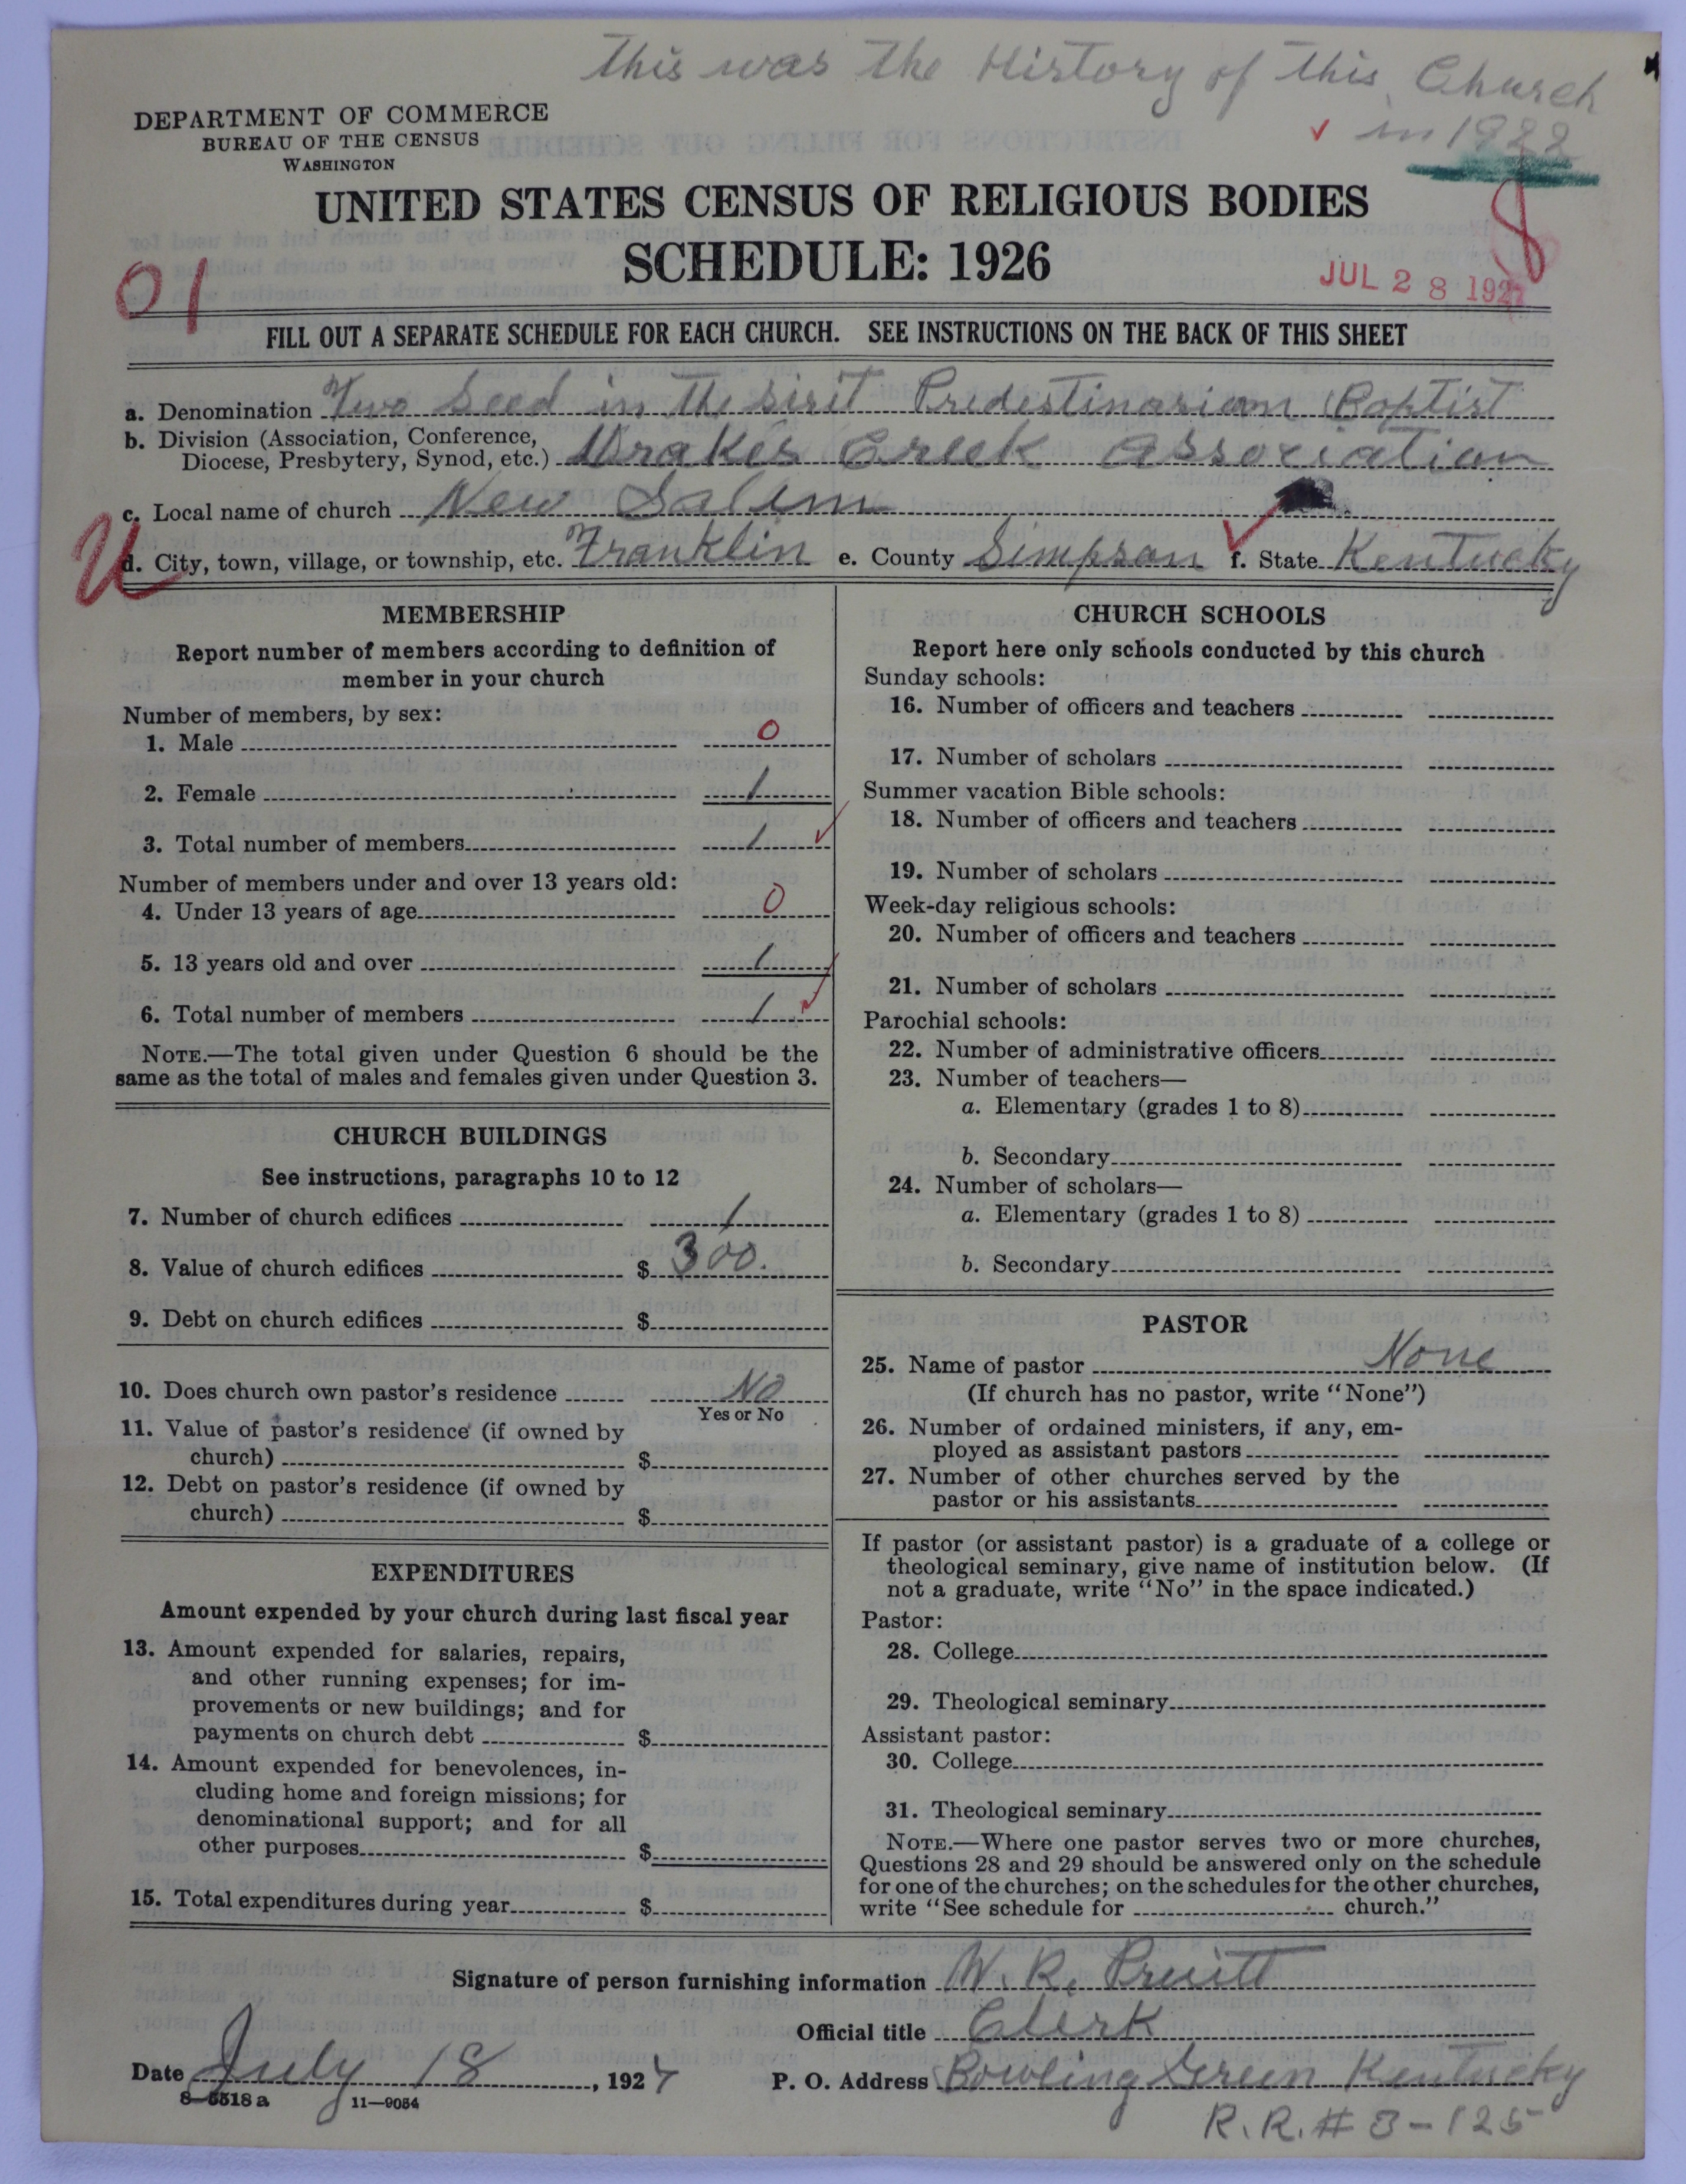 This was the History of this Church
✓ in 1922
DEPARTMENT OF COMMERCE
BUREAU OF THE CENSUS
WASHINGTON
UNITED STATES CENSUS OF RELIGIOUS BODIES
SCHEDULE: 1926
8
01
JUL 28 1927
FILL OUT A SEPARATE SCHEDULE FOR EACH CHURCH. SEE INSTRUCTIONS ON THE BACK OF THIS SHEET
a. Denomination Two Seed in the sirit Predestinarian Baptist
b. Division (Association, Conference, Diocese, Presbytery, Synod, etc.) Drakes Creek Association
c. Local name of church New Salem
U
d. City, town, village, or township, etc. Franklin e. County Simpson ✓ f. State Kentucky
MEMBERSHIP
Report number of members according to definition of
member in your church
Number of members, by sex:
1. Male 0
2. Female 1
3. Total number of members 1 ✓
Number of members under and over 13 years old:
4. Under 13 years of age 0
5. 13 years old and over 1
6. Total number of members 1 ✓
NOTE.—The total given under Question 6 should be the
same as the total of males and females given under Question 3.
CHURCH BUILDINGS
See instructions, paragraphs 10 to 12
7. Number of church edifices 1
8. Value of church edifices $ 300.
9. Debt on church edifices $
10. Does church own pastor's residence No
Yes or No
11. Value of pastor's residence (if owned by
church) $
12. Debt on pastor's residence (if owned by
church) $
EXPENDITURES
Amount expended by your church during last fiscal year
13. Amount expended for salaries, repairs,
and other running expenses; for im-
provements or new buildings; and for
payments on church debt $
14. Amount expended for benevolences, in-
cluding home and foreign missions; for
denominational support; and for all
other purposes $
15. Total expenditures during year $
CHURCH SCHOOLS
Report here only schools conducted by this church
Sunday schools:
16. Number of officers and teachers
17. Number of scholars
Summer vacation Bible schools:
18. Number of officers and teachers
19. Number of scholars
Week-day religious schools:
20. Number of officers and teachers
21. Number of scholars
Parochial schools:
22. Number of administrative officers
23. Number of teachers—
a. Elementary (grades 1 to 8)
b. Secondary
24. Number of scholars—
a. Elementary (grades 1 to 8)
b. Secondary
PASTOR
25. Name of pastor None
(If church has no pastor, write "None")
26. Number of ordained ministers, if any, em-
ployed as assistant pastors
27. Number of other churches served by the
pastor or his assistants
If pastor (or assistant pastor) is a graduate of a college or
theological seminary, give name of institution below. (If
not a graduate, write "No" in the space indicated.)
Pastor:
28. College
29. Theological seminary
Assistant pastor:
30. College
31. Theological seminary
NOTE.—Where one pastor serves two or more churches,
Questions 28 and 29 should be answered only on the schedule
for one of the churches; on the schedules for the other churches,
write "See schedule for church."
Signature of person furnishing information W. R. Pruitt
Official title Clerk
Date July 18, 1927 P. O. Address Bowling Green Kentucky
8-5518 a 11—9054
R. R. # 3 - 125